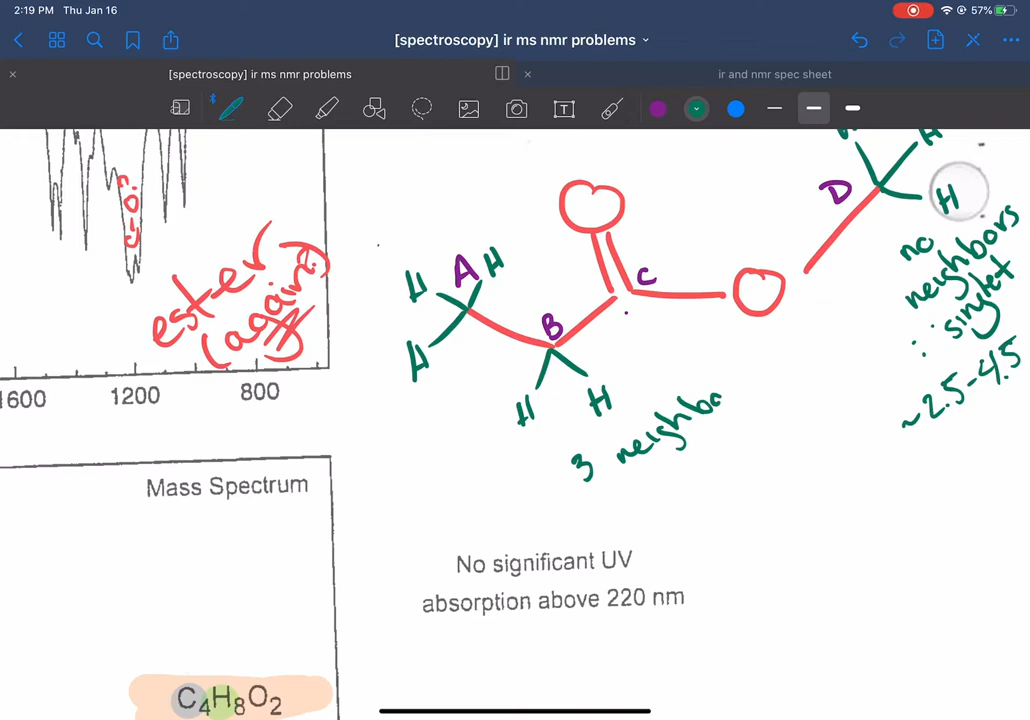 2:19 PM Thu Jan 16
57%
[spectroscopy] ir ms nmr problems
[spectroscopy] ir ms nmr problems
ir and nmr spec sheet
C-O
ester
(again!)
1600
1200
800
H
A
H
H
B
H
H
C
O
O
D
H
H
H
no
neighbors
∴ singlet
~2.5-4.5
3 neighbo
Mass Spectrum
No significant UV
absorption above 220 nm
C4H8O2